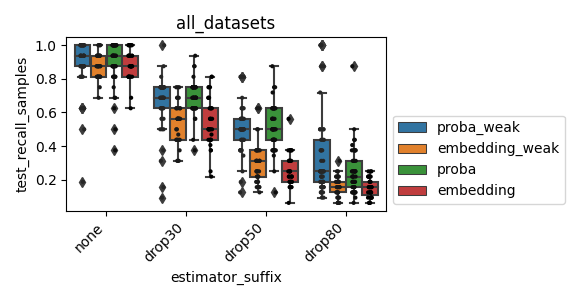 all_datasets
test_recall_samples
1.0
0.8
0.6
0.4
0.2
none
drop30
drop50
drop80
estimator_suffix
proba_weak
embedding_weak
proba
embedding